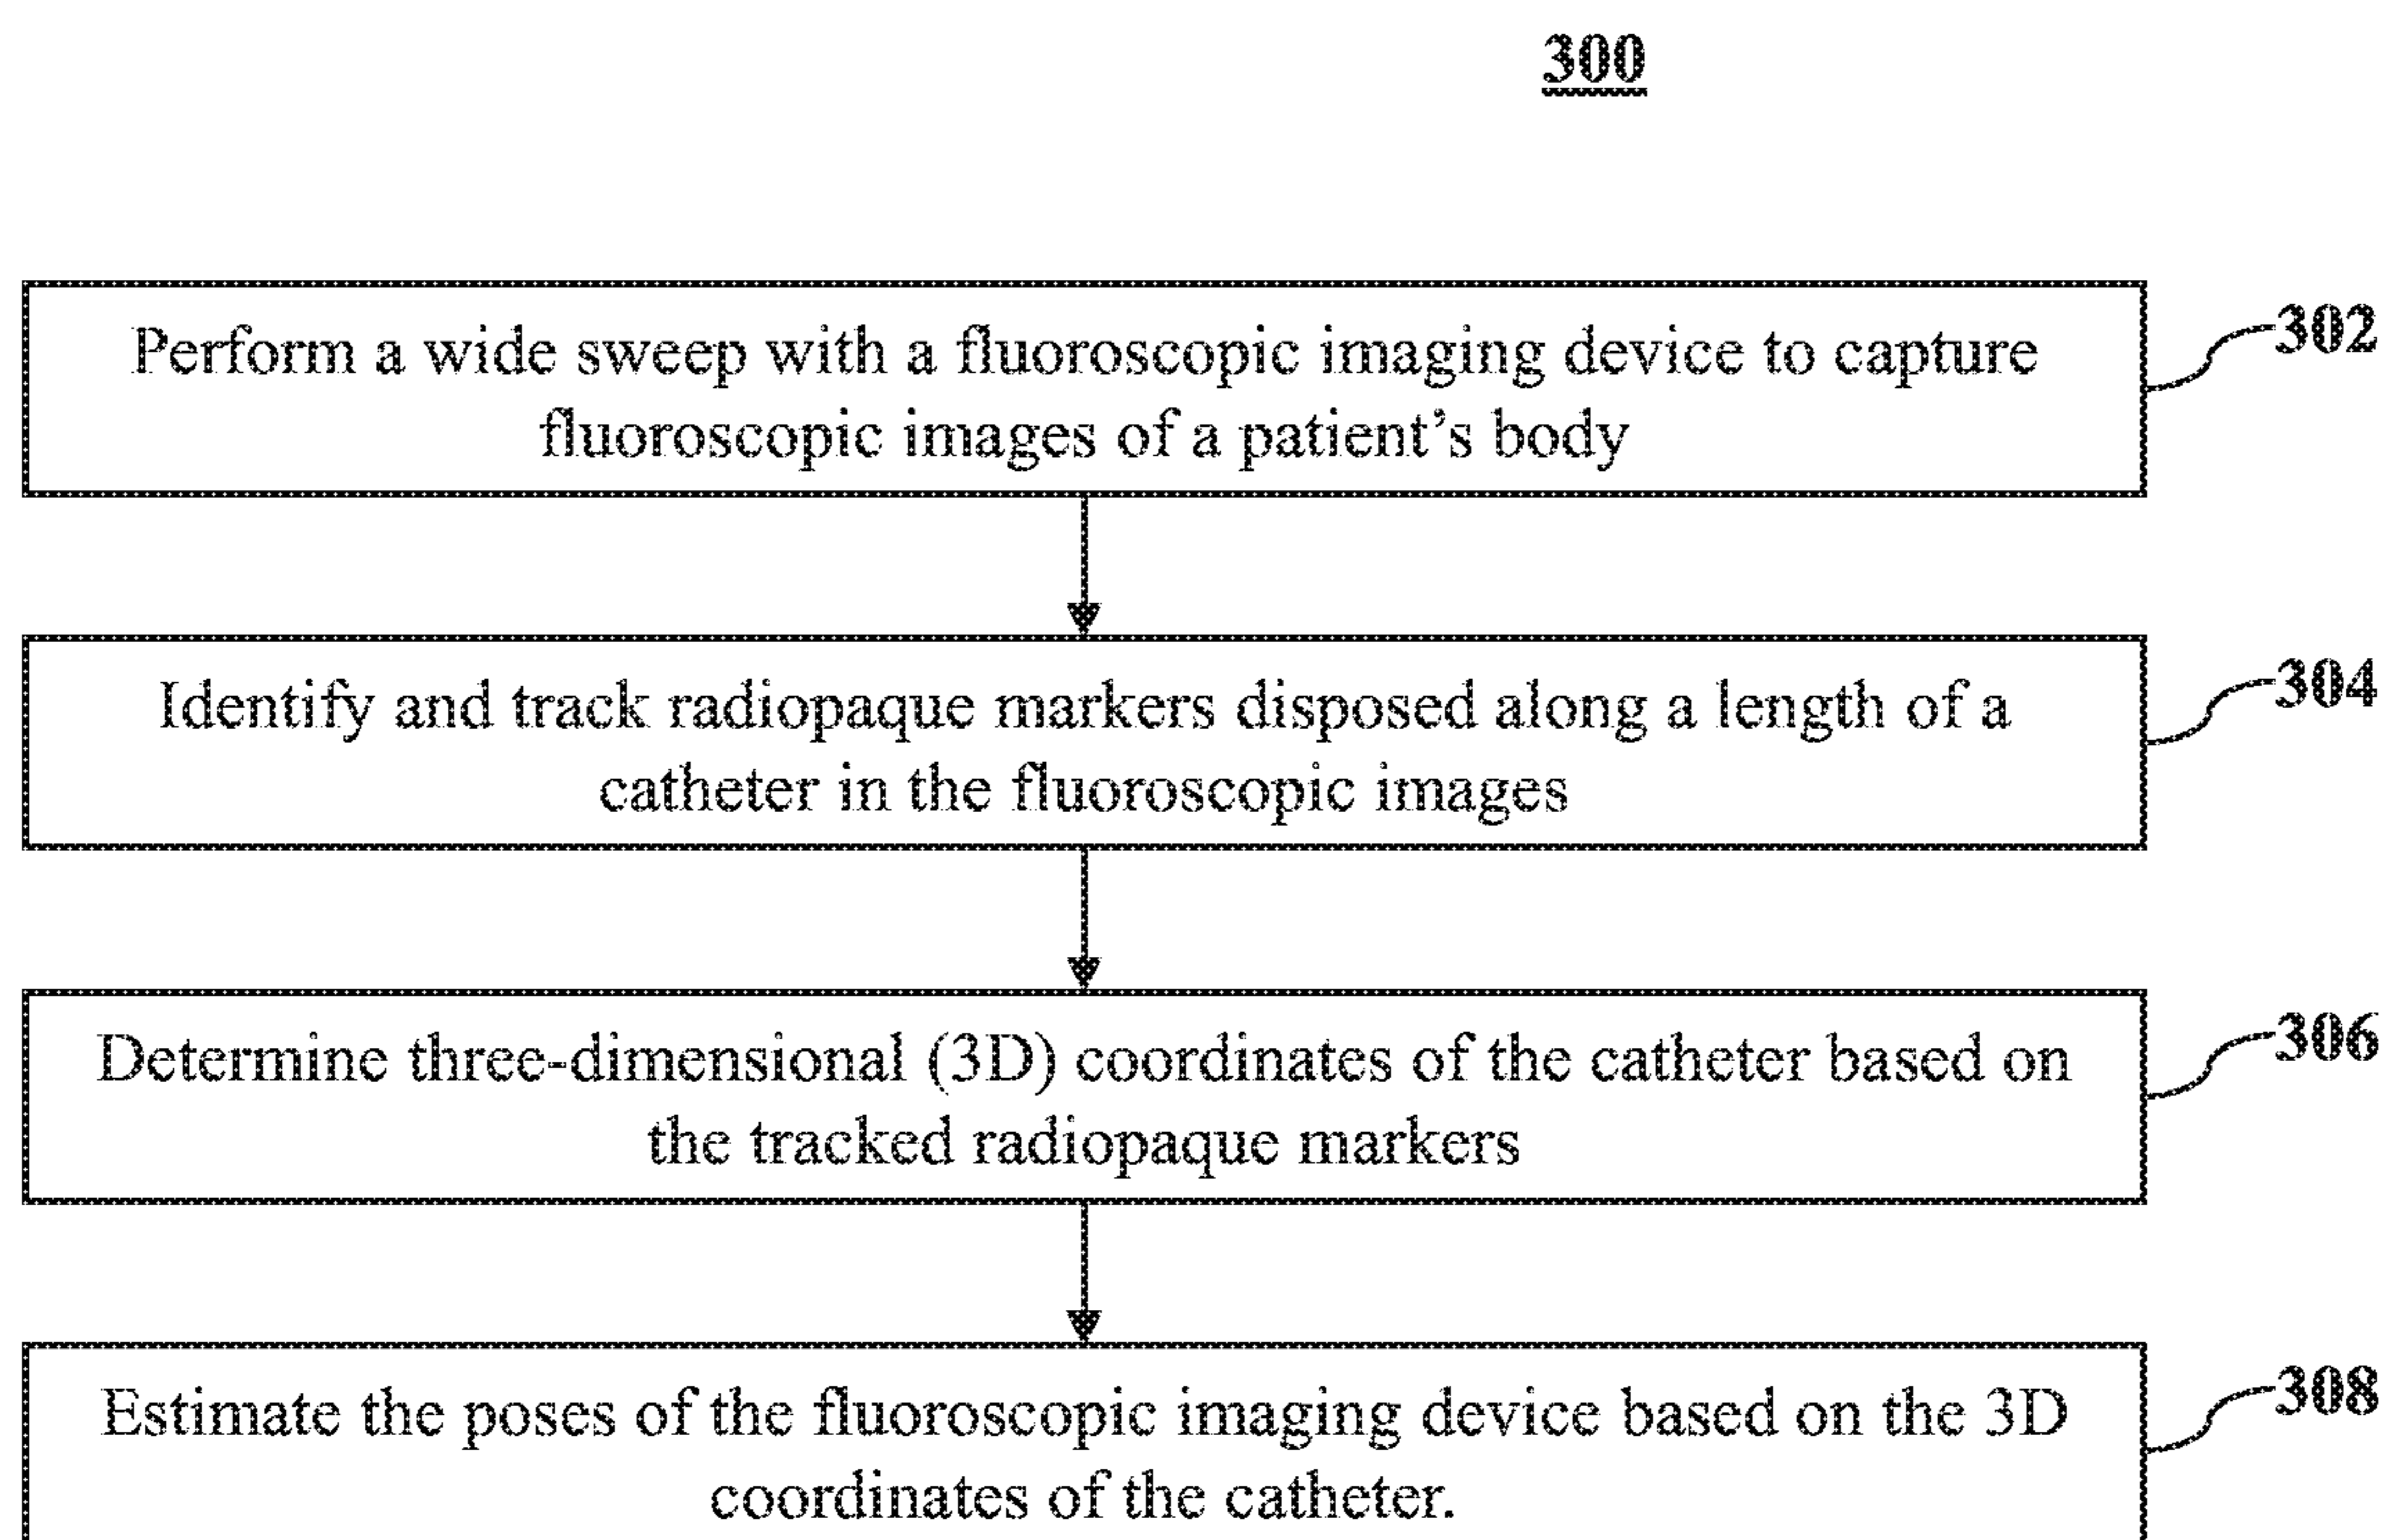 300
Perform a wide sweep with a fluoroscopic imaging device to capture
fluoroscopic images of a patient's body
302
Identify and track radiopaque markers disposed along a length of a
catheter in the fluoroscopic images
304
Determine three-dimensional (3D) coordinates of the catheter based on
the tracked radiopaque markers
306
Estimate the poses of the fluoroscopic imaging device based on the 3D
coordinates of the catheter.
308